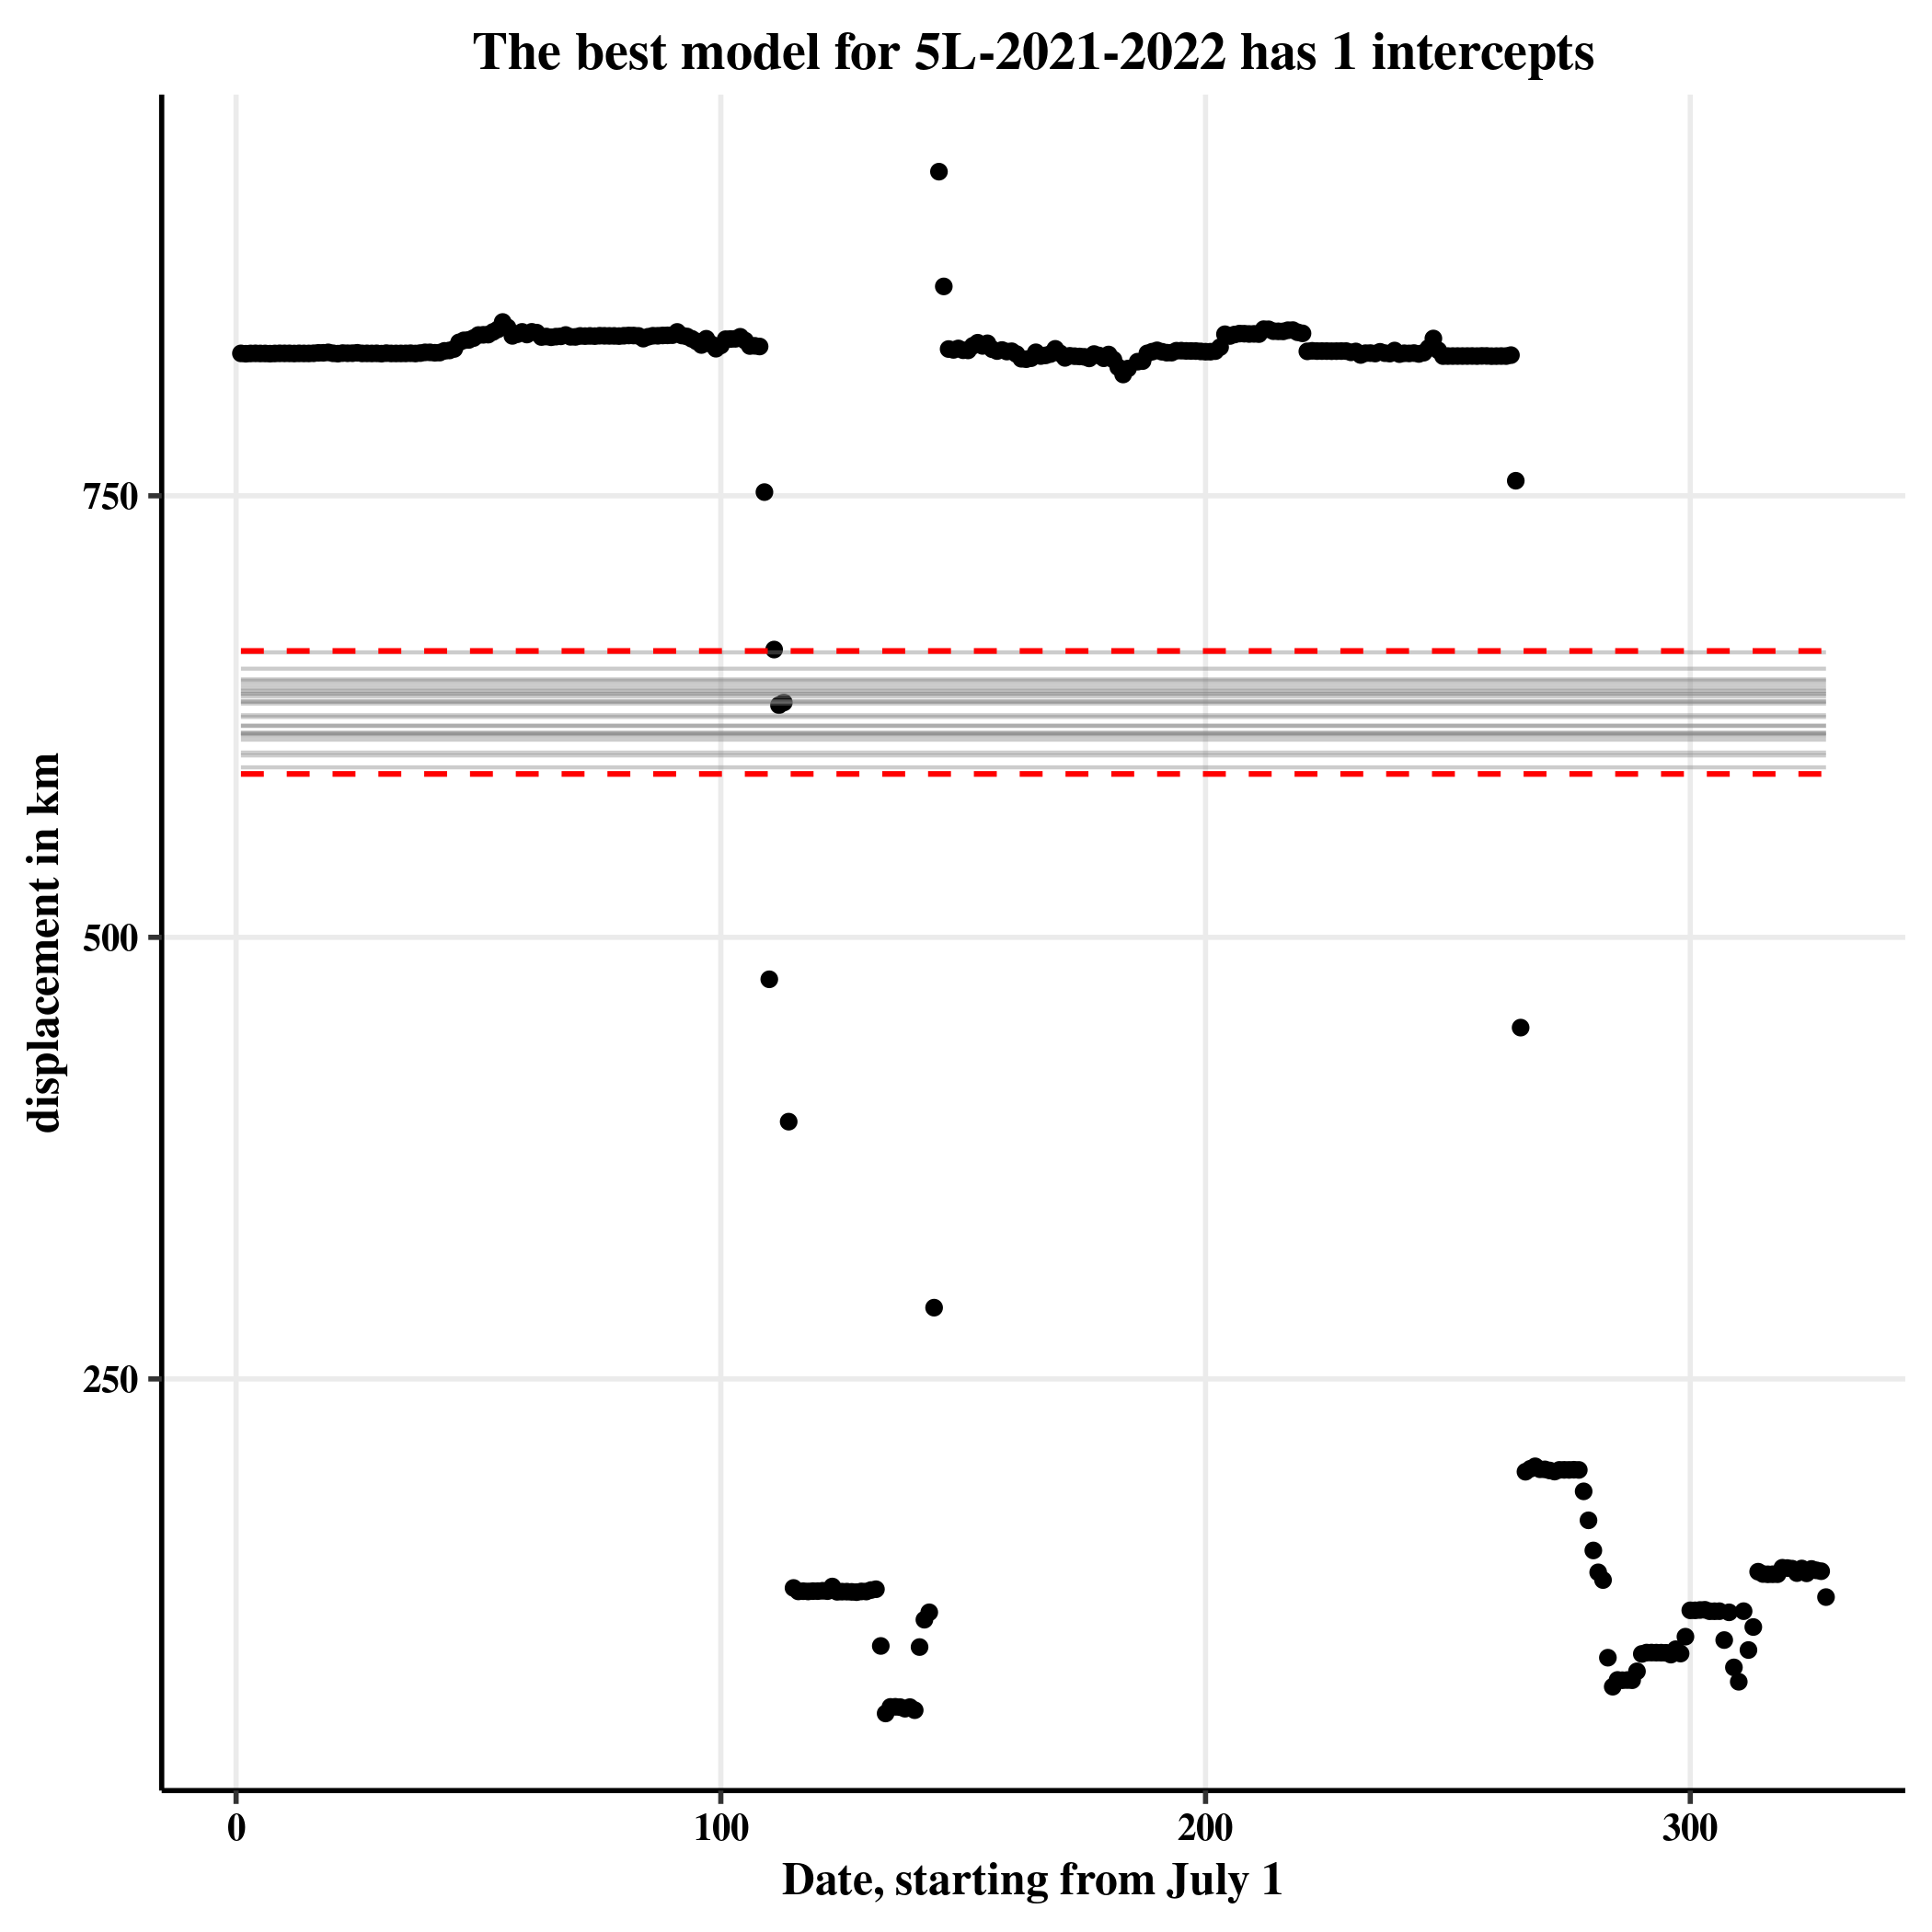 The best model for 5L-2021-2022 has 1 intercepts
750
500
250
displacement in km
0 100 200 300
Date, starting from July 1